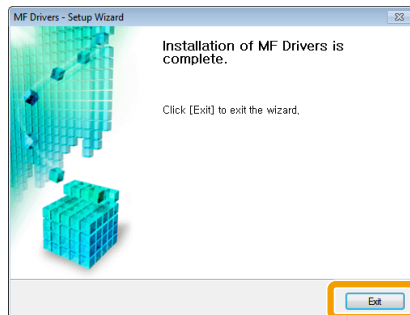 MF Drivers - Setup Wizard
Installation of MF Drivers is
complete.
Click [Exit] to exit the wizard.
Exit